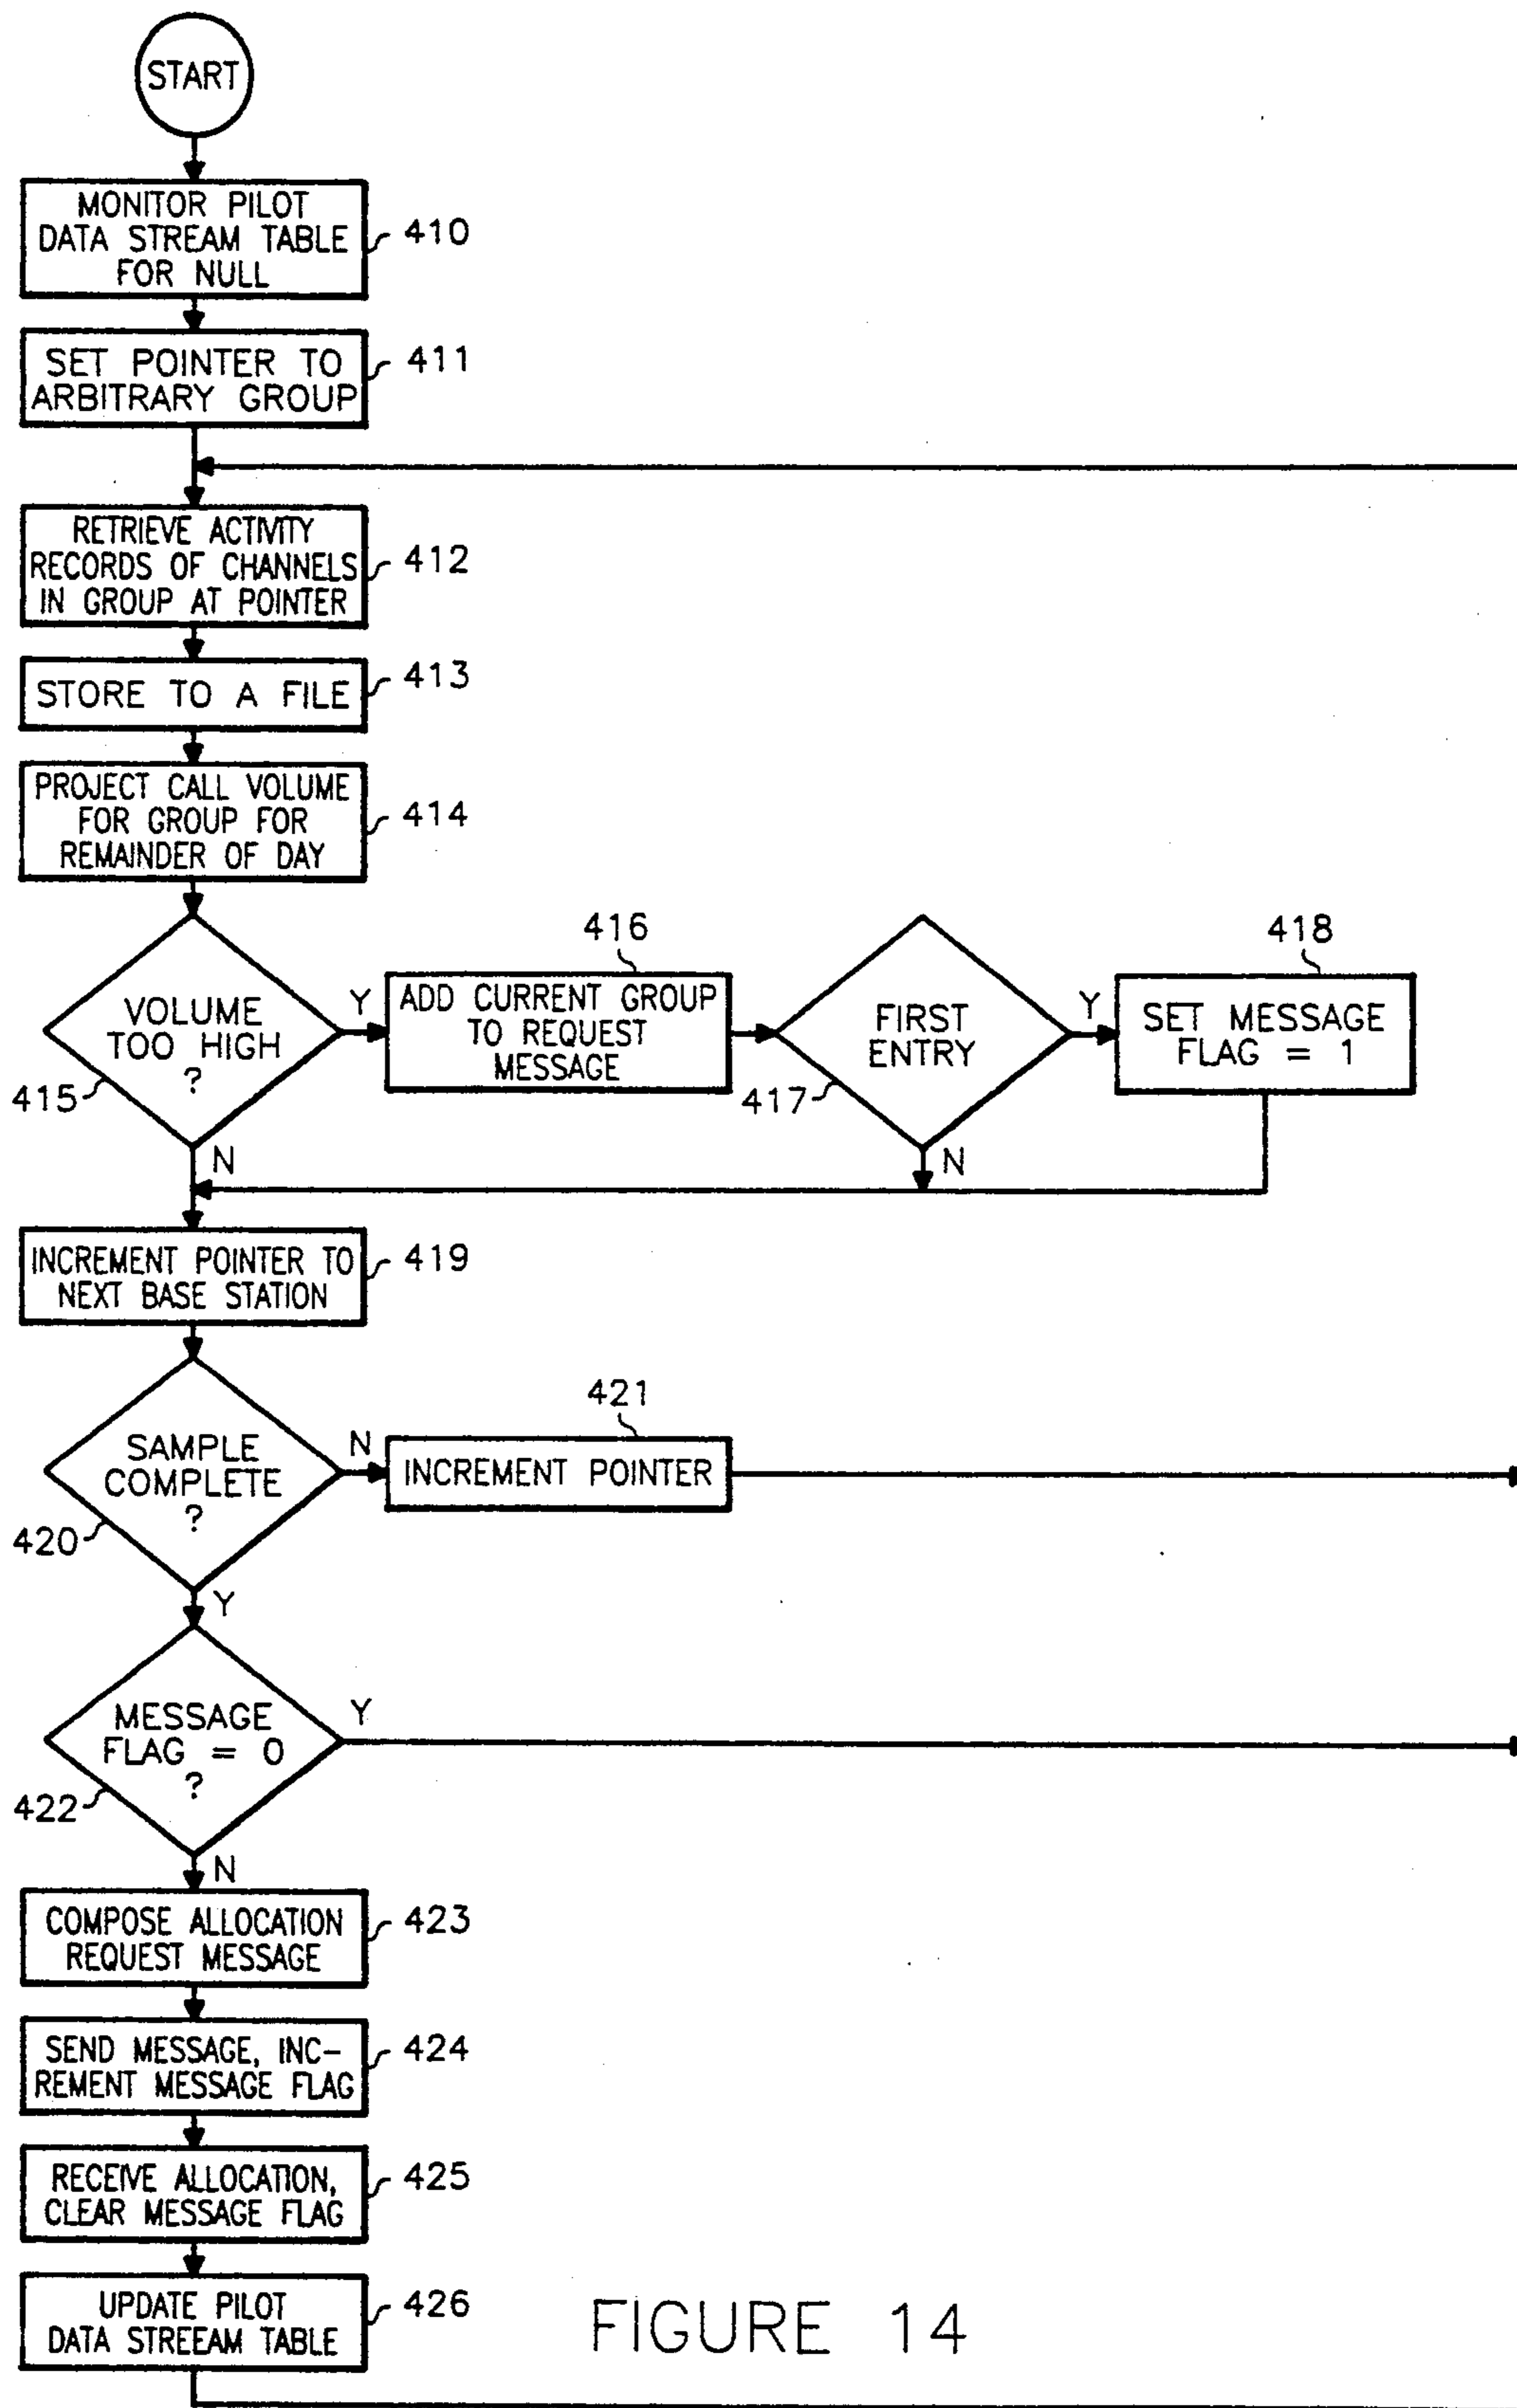 START
MONITOR PILOT
DATA STREAM TABLE
FOR NULL
410
SET POINTER TO
ARBITRARY GROUP
411
RETRIEVE ACTIVITY
RECORDS OF CHANNELS
IN GROUP AT POINTER
412
STORE TO A FILE
413
PROJECT CALL VOLUME
FOR GROUP FOR
REMAINDER OF DAY
414
VOLUME
TOO HIGH
?
415
Y
N
416
ADD CURRENT GROUP
TO REQUEST
MESSAGE
FIRST
ENTRY
417
Y
N
418
SET MESSAGE
FLAG = 1
INCREMENT POINTER TO
NEXT BASE STATION
419
SAMPLE
COMPLETE
?
420
N
Y
421
INCREMENT POINTER
MESSAGE
FLAG = 0
?
422
Y
N
COMPOSE ALLOCATION
REQUEST MESSAGE
423
SEND MESSAGE, INC-
REMENT MESSAGE FLAG
424
RECEIVE ALLOCATION,
CLEAR MESSAGE FLAG
425
UPDATE PILOT
DATA STREEAM TABLE
426
FIGURE 14